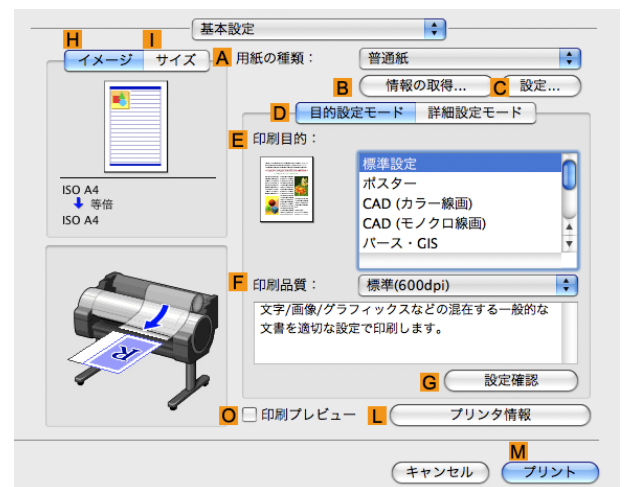 基本設定
H I
イメージ サイズ
A 用紙の種類： 普通紙
B 情報の取得... C 設定...
D 目的設定モード 詳細設定モード
E 印刷目的：
標準設定
ポスター
CAD (カラー線画)
CAD (モノクロ線画)
パース・GIS
ISO A4
等倍
ISO A4
F 印刷品質： 標準(600dpi)
文字/画像/グラフィックスなどの混在する一般的な
文書を適切な設定で印刷します。
R
G 設定確認
O 印刷プレビュー L プリンタ情報
M
キャンセル プリント